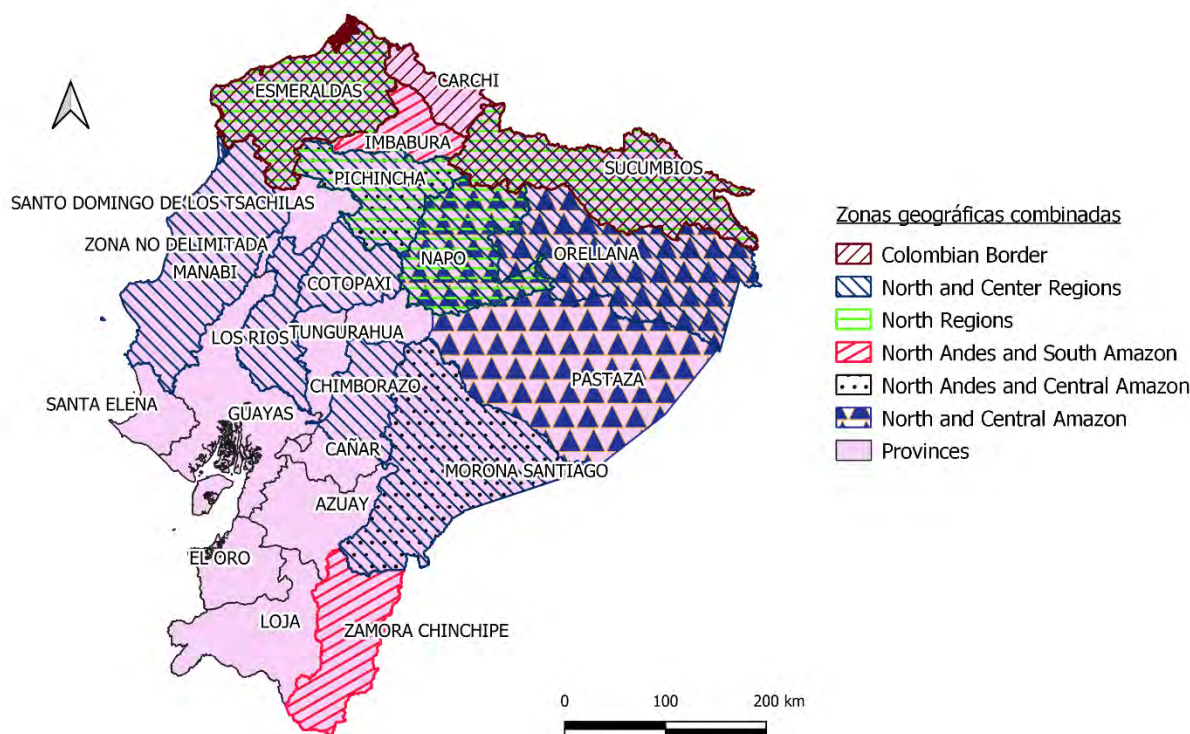 CARCHI
ESMERALDAS
IMBABURA
SUCUMBIOS
PICHINCHA
SANTO DOMINGO DE LOS TSACHILAS
ZONA NO DELIMITADA
NAPO
ORELLANA
MANABI
COTOPAXI
LOS RIOS
TUNGURAHUA
PASTAZA
CHIMBORAZO
SANTA ELENA
GUAYAS
CAÑAR
MORONA SANTIAGO
AZUAY
EL ORO
LOJA
ZAMORA CHINCHIPE
Zonas geográficas combinadas
Colombian Border
North and Center Regions
North Regions
North Andes and South Amazon
North Andes and Central Amazon
North and Central Amazon
Provinces
0 100 200 km